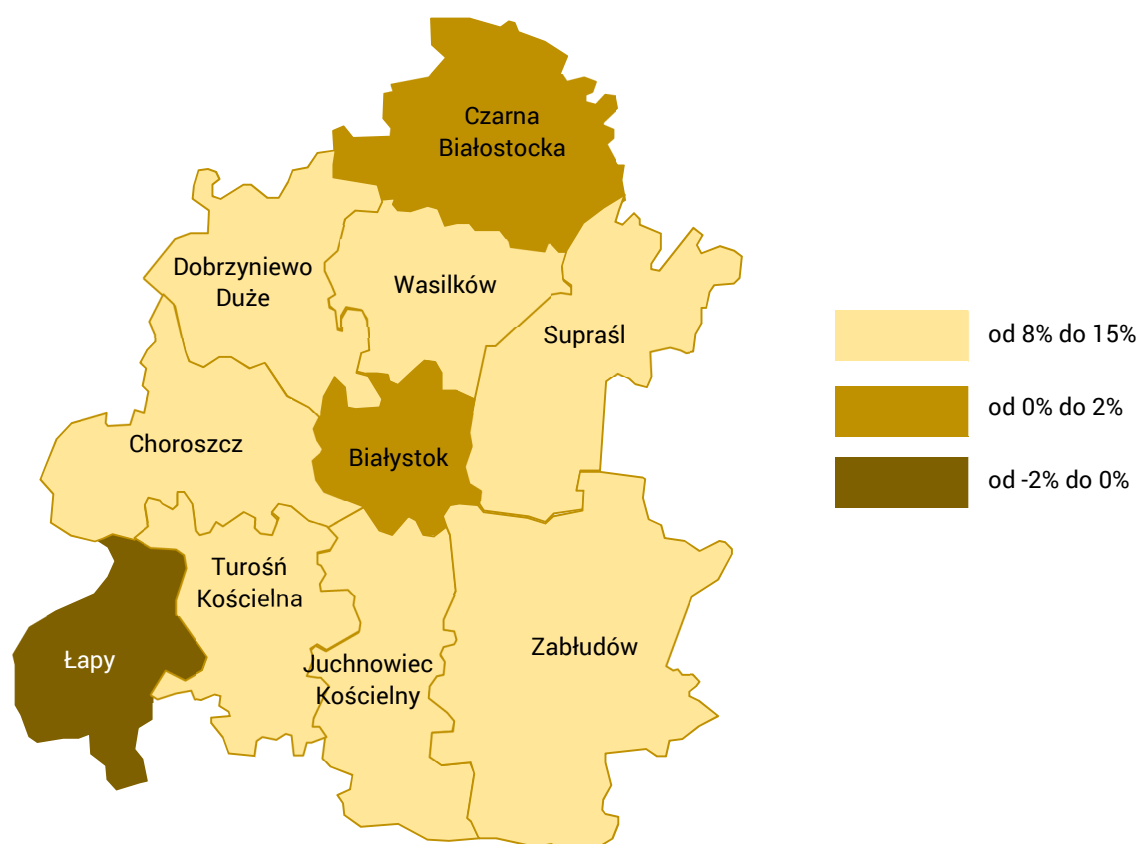 Czarna
Białostocka
Dobrzyniewo
Duże
Wasilków
Supraśl
Choroszcz
Białystok
Turośń
Kościelna
Łapy
Juchnowiec
Kościelny
Zabłudów
od 8% do 15%
od 0% do 2%
od -2% do 0%